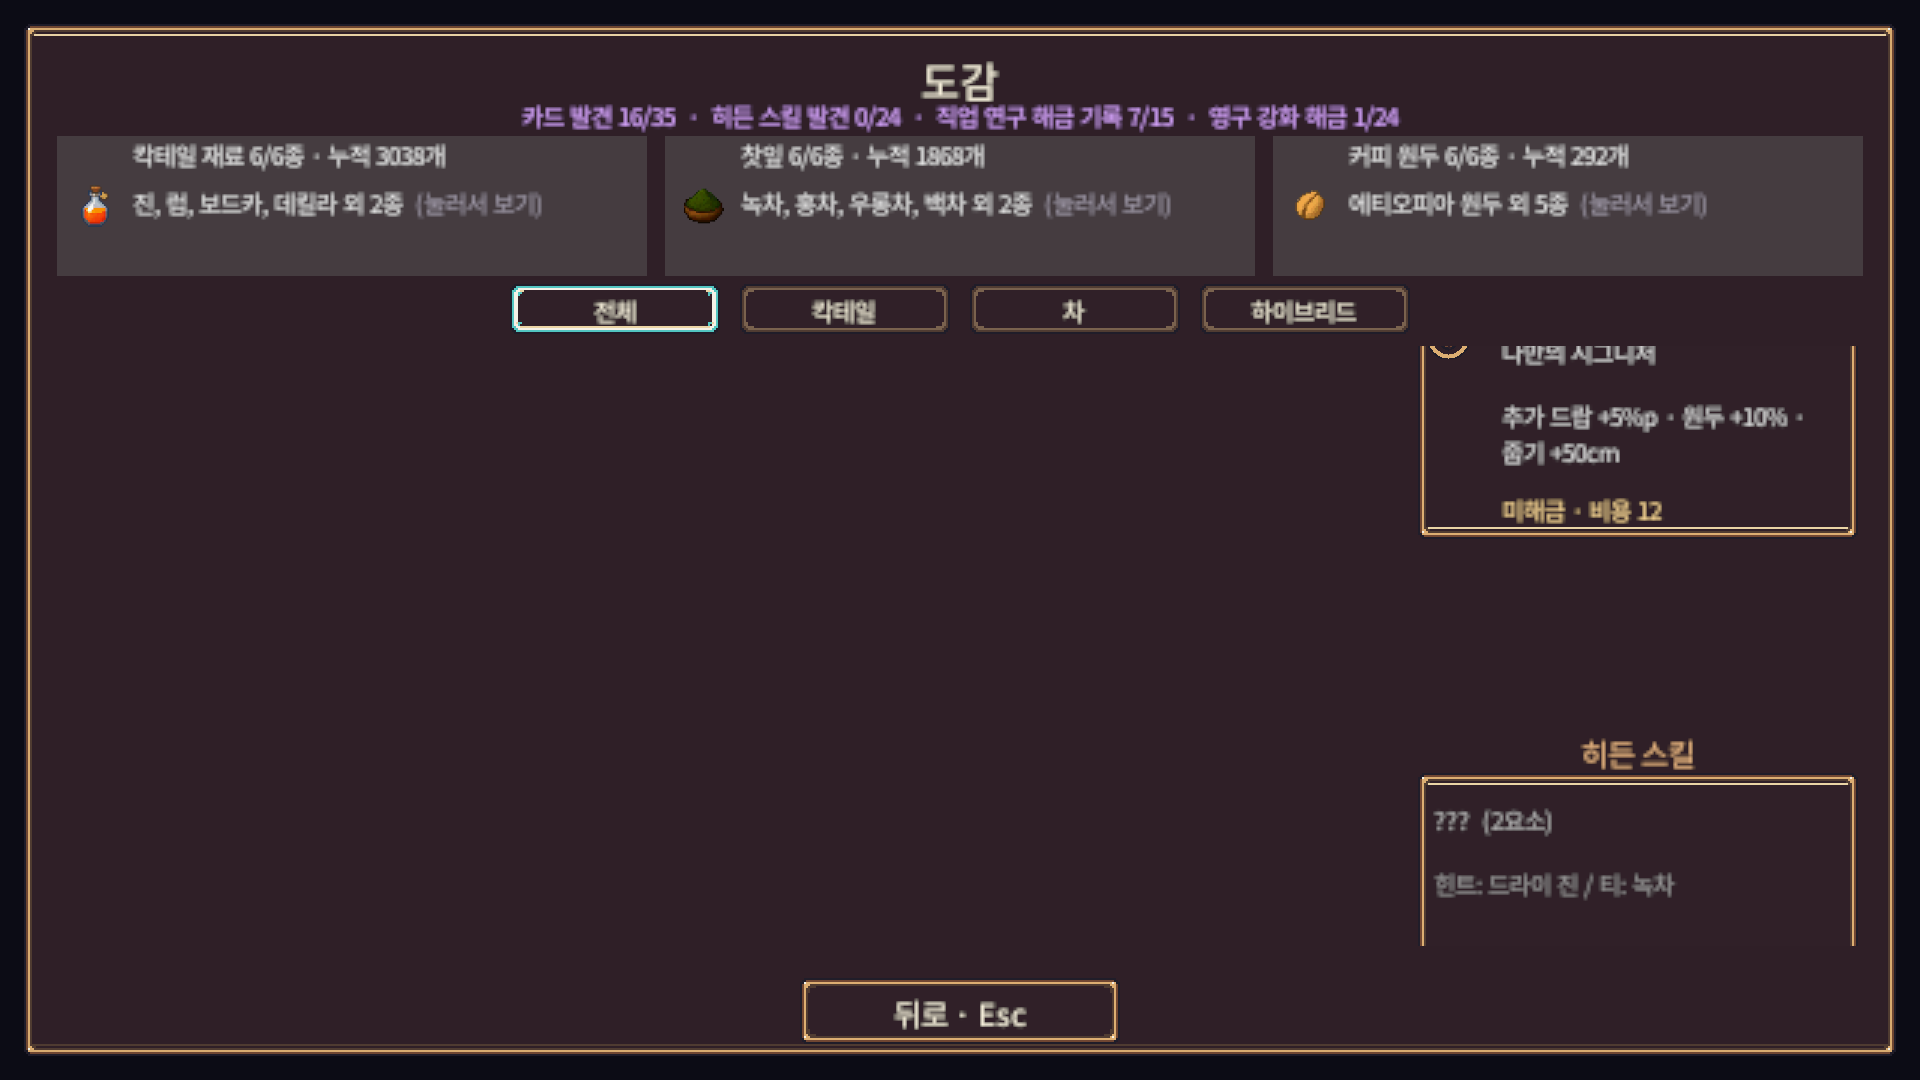 도감
카드 발견 16/35 · 히든 스킬 발견 0/24 · 직업 연구 해금 기록 7/15 · 영구 강화 해금 1/24
칵테일 재료 6/6종 · 누적 3038개
진, 럼, 보드카, 데킬라 외 2종 (눌러서 보기)
찻잎 6/6종 · 누적 1868개
녹차, 홍차, 우롱차, 백차 외 2종 (눌러서 보기)
커피 원두 6/6종 · 누적 292개
에티오피아 원두 외 5종 (눌러서 보기)
전체
칵테일
차
하이브리드
나만의 시그니처
추가 드랍 +5%p · 원두 +10% ·
줍기 +50cm
미해금 · 비용 12
히든 스킬
??? (2요소)
힌트: 드라이 진 / 티: 녹차
뒤로 · Esc